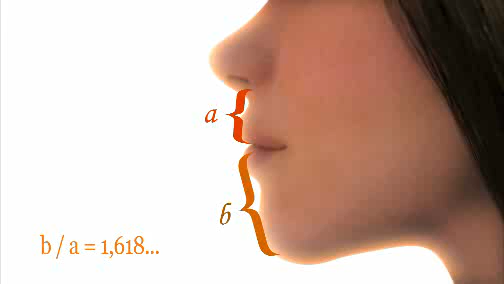 a
b
b / a = 1,618...